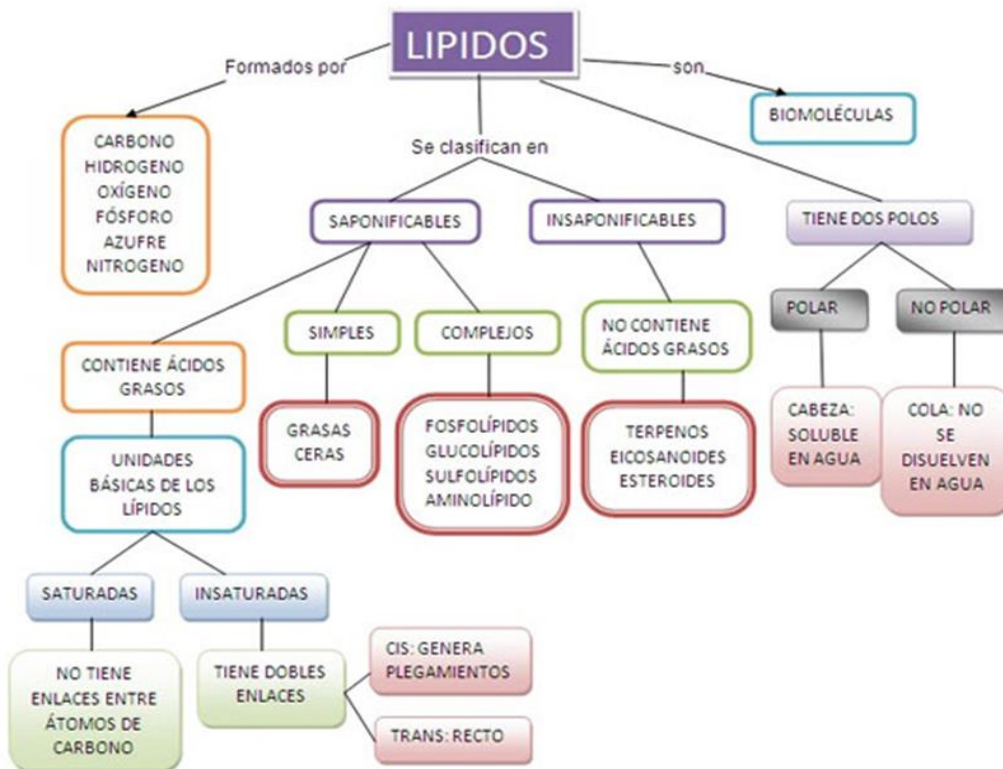 LIPIDOS
Formados por
son
BIOMOLÉCULAS
CARBONO
HIDROGENO
OXÍGENO
FÓSFORO
AZUFRE
NITROGENO
Se clasifican en
SAPONIFICABLES
INSAPONIFICABLES
TIENE DOS POLOS
SIMPLES
COMPLEJOS
NO CONTIENE
ÁCIDOS GRASOS
POLAR
NO POLAR
CONTIENE ÁCIDOS
GRASOS
GRASAS
CERAS
FOSFOLÍPIDOS
GLUCOLÍPIDOS
SULFOLÍPIDOS
AMINOLÍPIDO
TERPENOS
EICOSANOIDES
ESTEROIDES
CABEZA:
SOLUBLE
EN AGUA
COLA: NO
SE
DISUELVEN
EN AGUA
UNIDADES
BÁSICAS DE LOS
LÍPIDOS
SATURADAS
INSATURADAS
NO TIENE
ENLACES ENTRE
ÁTOMOS DE
CARBONO
TIENE DOBLES
ENLACES
CIS: GENERA
PLEGAMIENTOS
TRANS: RECTO